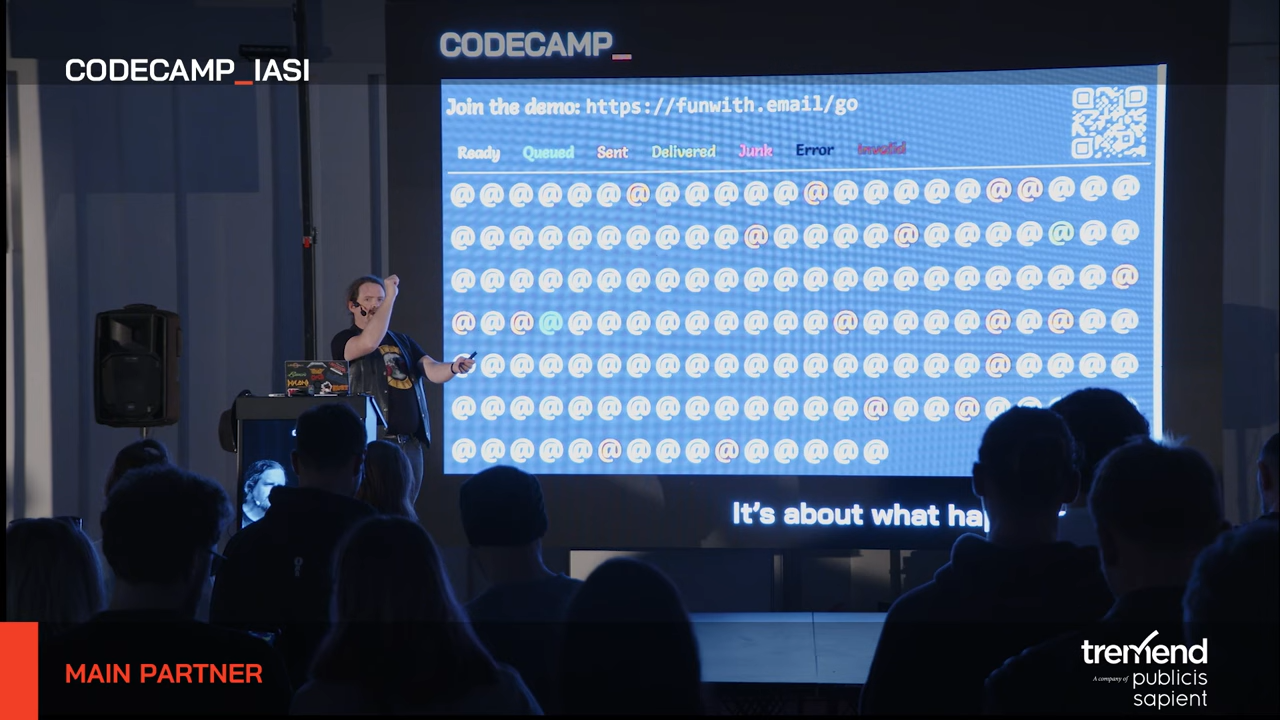 CODECAMP_
CODECAMP_IASI
Join the demo: https://funwith.email/go
Ready Queued Sent Delivered Junk Error Invalid
@ @ @ @ @ @ @ @ @ @ @ @ @ @ @ @ @ @ @ @ @ @ @
@ @ @ @ @ @ @ @ @ @ @ @ @ @ @ @ @ @ @ @ @ @ @
@ @ @ @ @ @ @ @ @ @ @ @ @ @ @ @ @ @ @ @ @ @ @
@ @ @ @ @ @ @ @ @ @ @ @ @ @ @ @ @ @ @ @ @ @ @
@ @ @ @ @ @ @ @ @ @ @ @ @ @ @ @ @ @ @ @ @ @ @
@ @ @ @ @ @ @ @ @ @ @ @ @ @ @ @ @ @ @ @
@ @ @ @ @ @ @ @ @ @ @ @ @ @ @
It's about what
MAIN PARTNER
tremend
A company of publicis
sapient